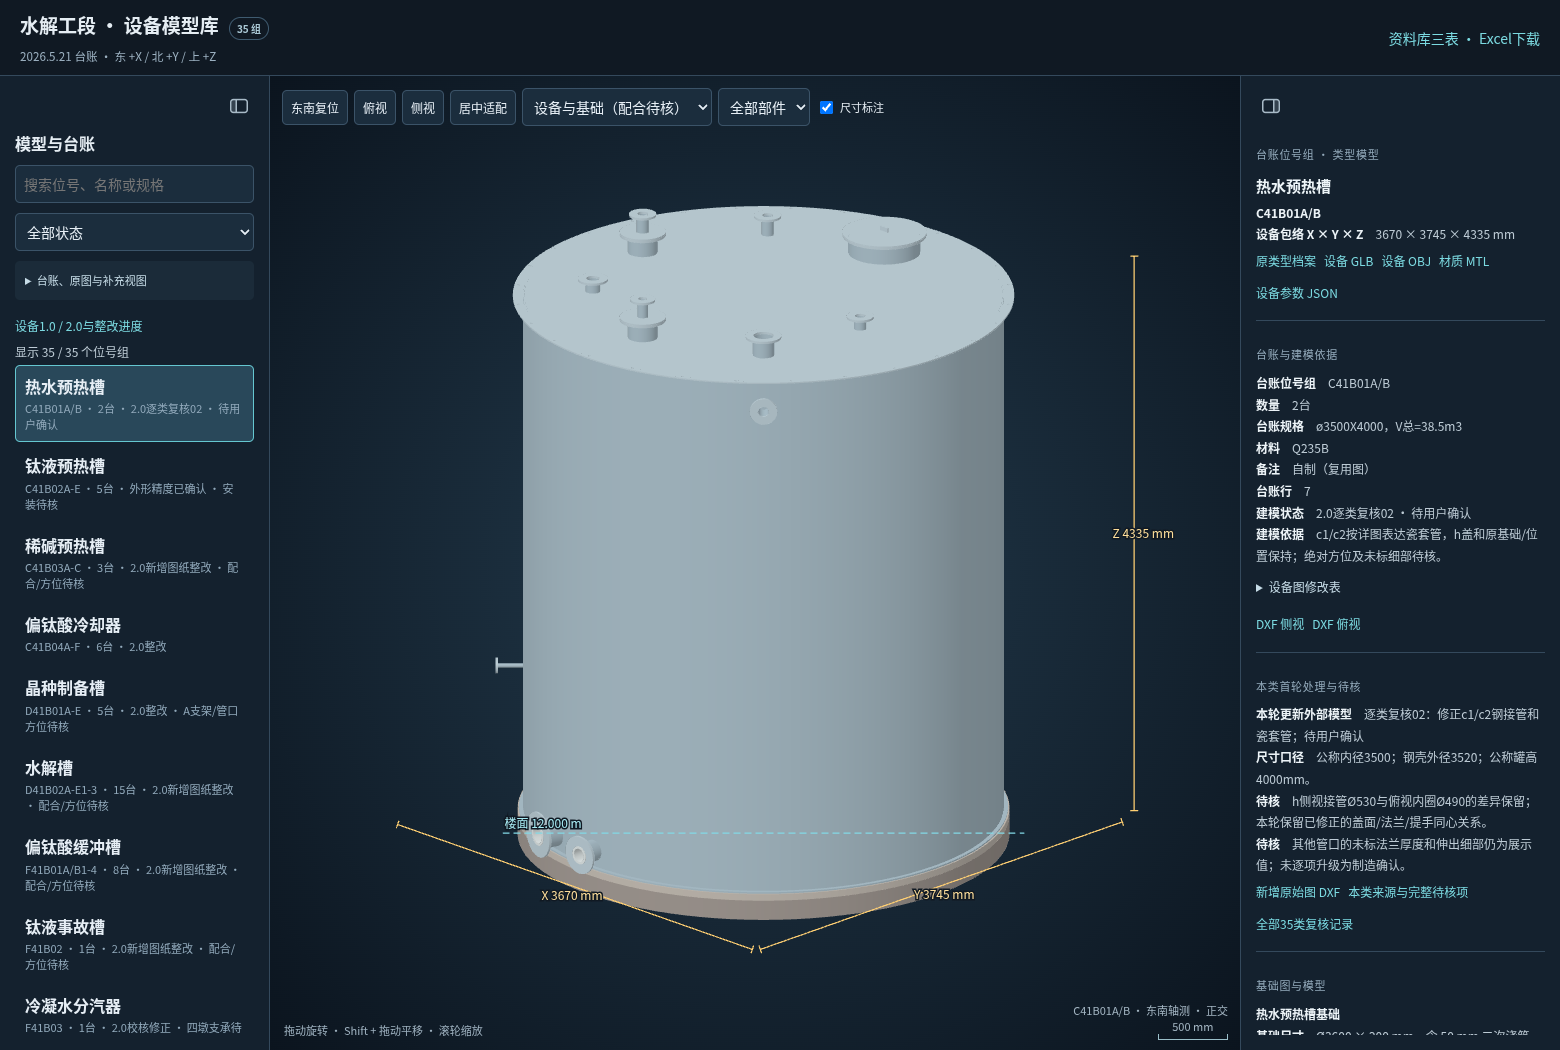 水解工段 · 设备模型库 35 组
2026.5.21 台账 · 东 +X / 北 +Y / 上 +Z
资料库三表 · Excel下载
模型与台账
搜索位号、名称或规格
全部状态
台账、原图与补充视图
设备1.0 / 2.0与整改进度
显示 35 / 35 个位号组
热水预热槽
C41B01A/B · 2台 · 2.0逐类复核02 · 待用
户确认
钛液预热槽
C41B02A-E · 5台 · 外形精度已确认 · 安
装待核
稀碱预热槽
C41B03A-C · 3台 · 2.0新增图纸整改 · 配
合/方位待核
偏钛酸冷却器
C41B04A-F · 6台 · 2.0整改
晶种制备槽
D41B01A-E · 5台 · 2.0整改 · A支架/管口
方位待核
水解槽
D41B02A-E1-3 · 15台 · 2.0新增图纸整改
· 配合/方位待核
偏钛酸缓冲槽
F41B01A/B1-4 · 8台 · 2.0新增图纸整改 ·
配合/方位待核
钛液事故槽
F41B02 · 1台 · 2.0新增图纸整改 · 配合/
方位待核
冷凝水分汽器
F41B03 · 1台 · 2.0校核修正 · 四墩支承待
东南复位 俯视 侧视 居中适配 设备与基础（配合待核） 全部部件 尺寸标注
Z 4335 mm
楼面 12.000 m
X 3670 mm
Y 3745 mm
C41B01A/B · 东南轴测 · 正交
500 mm
拖动旋转 · Shift + 拖动平移 · 滚轮缩放
台账位号组 · 类型模型
热水预热槽
C41B01A/B
设备包络 X × Y × Z 3670 × 3745 × 4335 mm
原类型档案 设备 GLB 设备 OBJ 材质 MTL
设备参数 JSON
台账与建模依据
台账位号组 C41B01A/B
数量 2台
台账规格 ø3500X4000，V总=38.5m3
材料 Q235B
备注 自制（复用图）
台账行 7
建模状态 2.0逐类复核02 · 待用户确认
建模依据 c1/c2按详图表达瓷套管，h盖和原基础/位
置保持；绝对方位及未标细部待核。
设备图修改表
DXF 侧视 DXF 俯视
本类首轮处理与待核
本轮更新外部模型 逐类复核02：修正c1/c2钢接管和
瓷套管；待用户确认
尺寸口径 公称内径3500；钢壳外径3520；公称罐高
4000mm。
待核 h侧视接管Ø530与俯视内圈Ø490的差异保留；
本轮保留已修正的盖面/法兰/提手同心关系。
待核 其他管口的未标法兰厚度和伸出细部仍为展示
值；未逐项升级为制造确认。
新增原始图 DXF 本类来源与完整待核项
全部35类复核记录
基础图与模型
热水预热槽基础